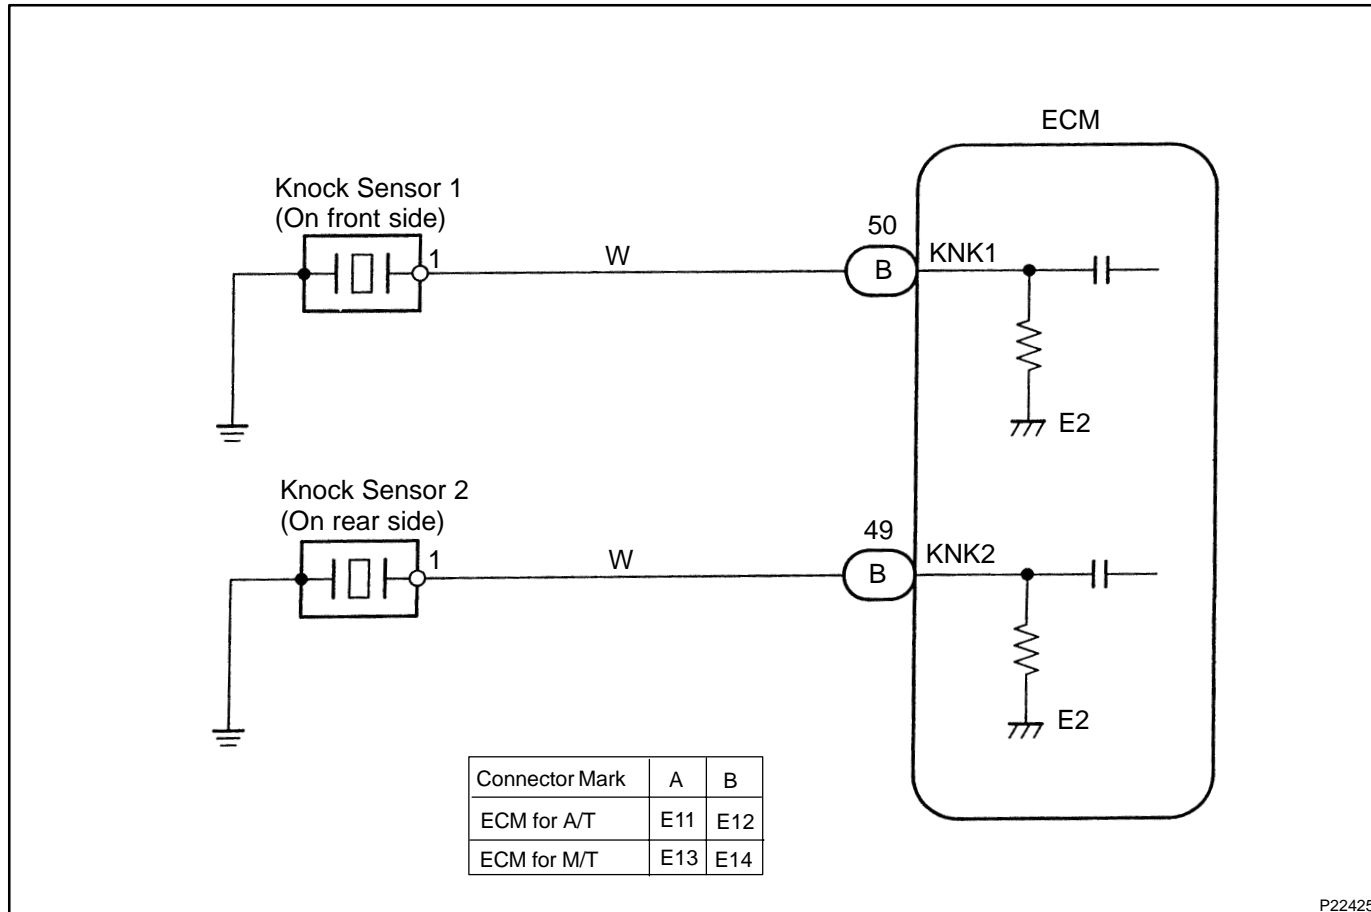 ECM
Knock Sensor 1
(On front side)
1
W
50
B
KNK1
E2
Knock Sensor 2
(On rear side)
1
W
49
B
KNK2
E2
Connector Mark A B
ECM for A/T E11 E12
ECM for M/T E13 E14
P22425